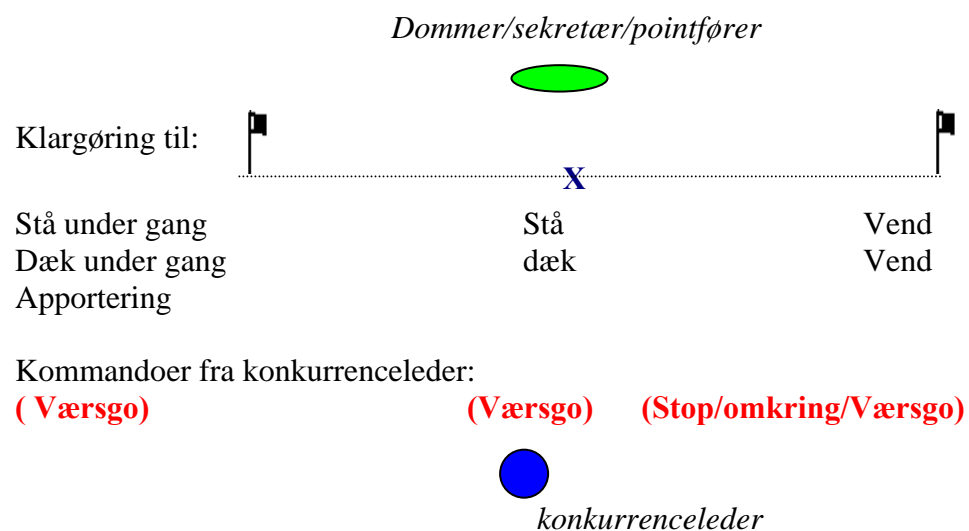 Dommer/sekretær/pointfører
Klargøring til:
X
Stå under gang Stå Vend
Dæk under gang dæk Vend
Apportering
Kommandoer fra konkurrenceleder:
( Værsgo) (Værsgo) (Stop/omkring/Værsgo)
konkurrenceleder